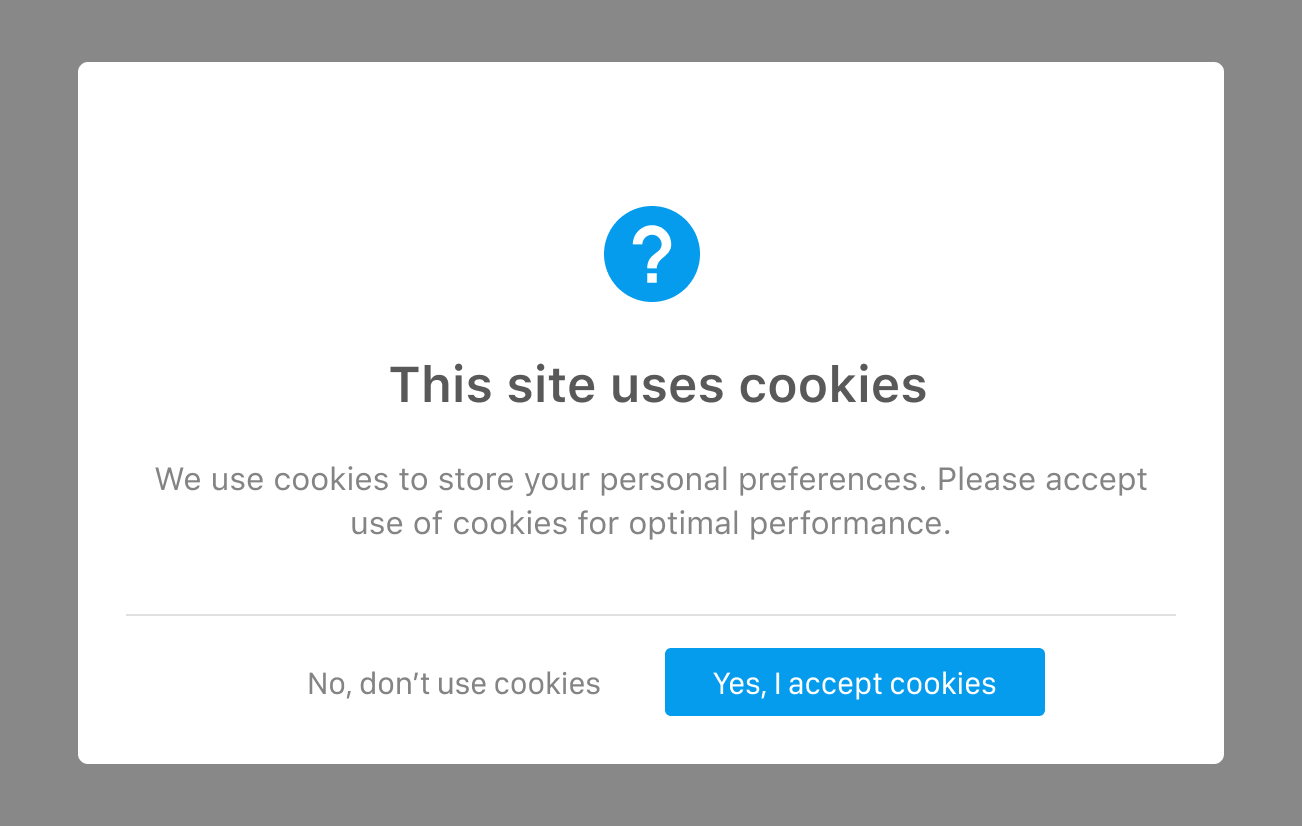 ?
This site uses cookies
We use cookies to store your personal preferences. Please accept
use of cookies for optimal performance.
No, don’t use cookies
Yes, I accept cookies